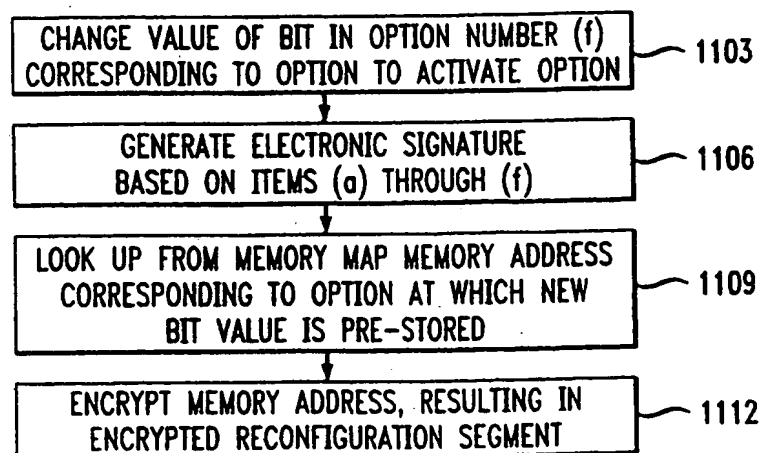 CHANGE VALUE OF BIT IN OPTION NUMBER (f)
CORRESPONDING TO OPTION TO ACTIVATE OPTION
1103
GENERATE ELECTRONIC SIGNATURE
BASED ON ITEMS (a) THROUGH (f)
1106
LOOK UP FROM MEMORY MAP MEMORY ADDRESS
CORRESPONDING TO OPTION AT WHICH NEW
BIT VALUE IS PRE-STORED
1109
ENCRYPT MEMORY ADDRESS, RESULTING IN
ENCRYPTED RECONFIGURATION SEGMENT
1112